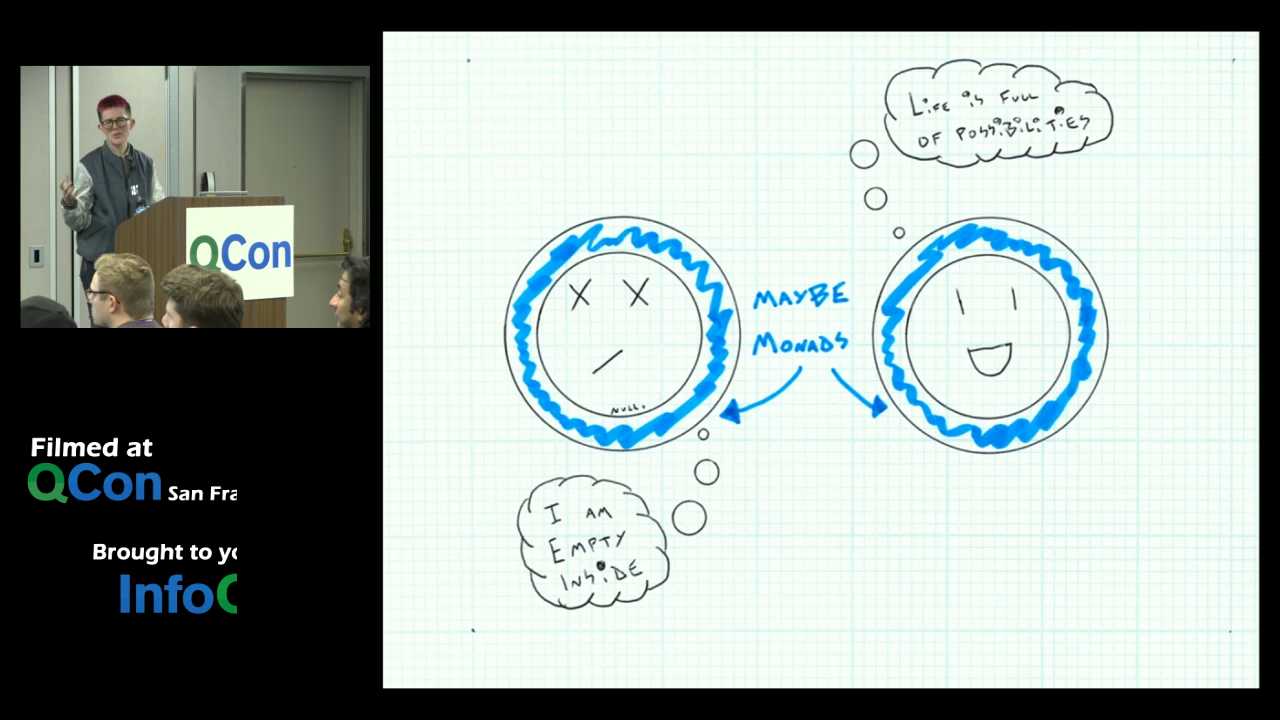 LIFE IS FULL
OF POSSIBILITIES
MAYBE
MONADS
NULL.
I AM
EMPTY
INSIDE
QCon
Filmed at
QCon San Fra
Brought to yo
Info